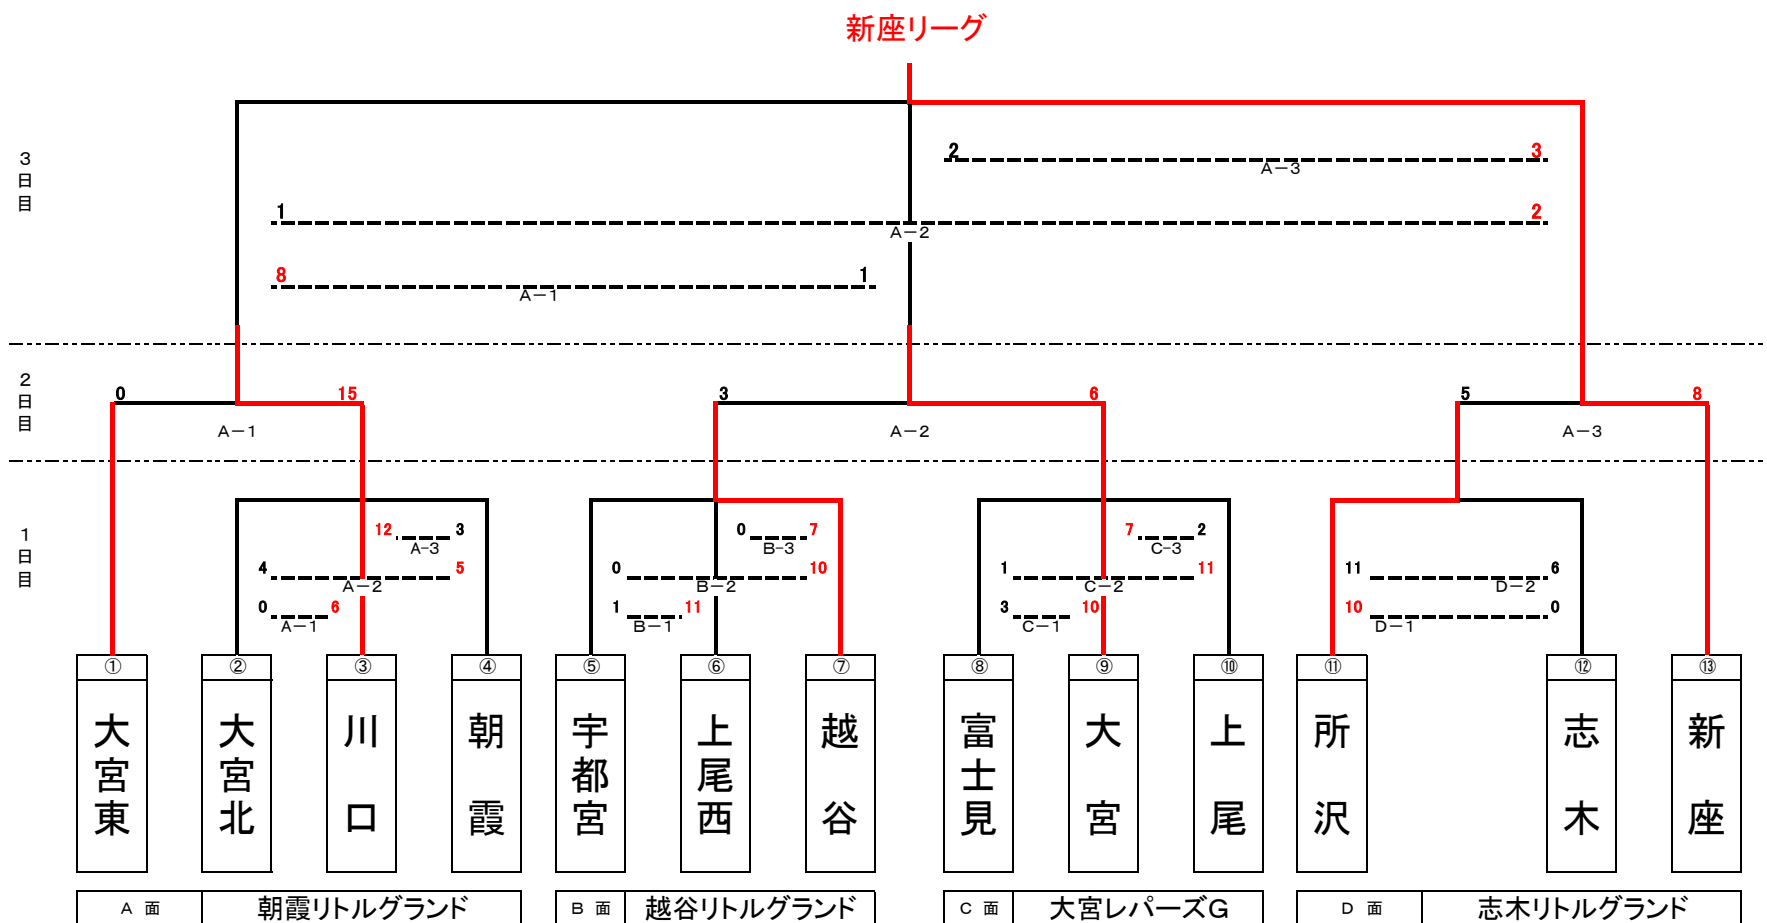 新座リーグ
3日目
2 3
A－3
1 2
A－2
8 1
A－1
2日目
0 15
A－1
3 6
A－2
5 8
A－3
1日目
12 3
A-3
4 5
A－2
0 6
A－1
0 7
B-3
0 10
B－2
1 11
B－1
7 2
C-3
1 11
C－2
3 10
C－1
11 6
D－2
10 0
D－1
① ② ③ ④ ⑤ ⑥ ⑦ ⑧ ⑨ ⑩ ⑪ ⑫ ⑬
大宮東
大宮北
川口
朝霞
宇都宮
上尾西
越谷
富士見
大宮
上尾
所沢
志木
新座
A 面 朝霞リトルグランド
B 面 越谷リトルグランド
C 面 大宮レパーズG
D 面 志木リトルグランド